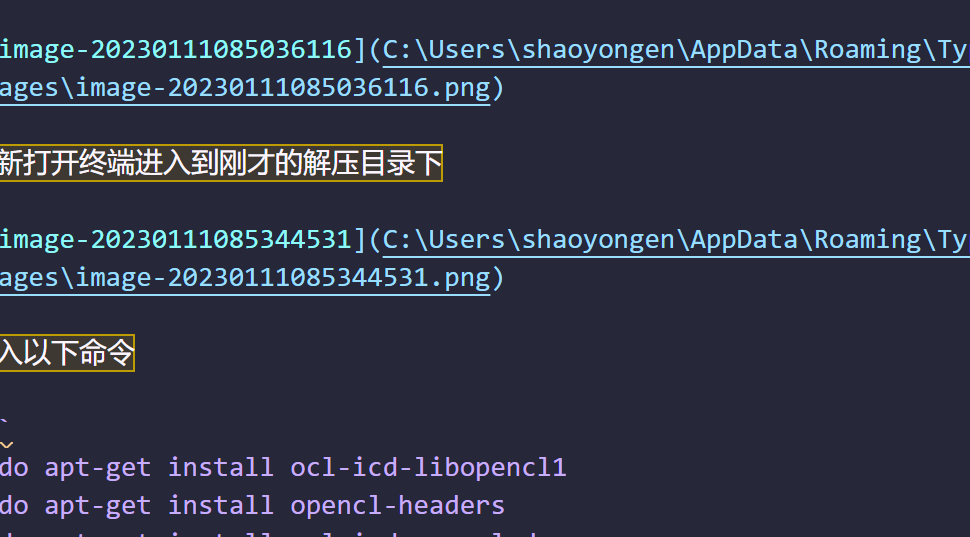 image-20230111085036116](C:\Users\shaoyongen\AppData\Roaming\Ty
ages\image-20230111085036116.png)
新打开终端进入到刚才的解压目录下
image-20230111085344531](C:\Users\shaoyongen\AppData\Roaming\Ty
ages\image-20230111085344531.png)
入以下命令
`
do apt-get install ocl-icd-libopencl1
do apt-get install opencl-headers